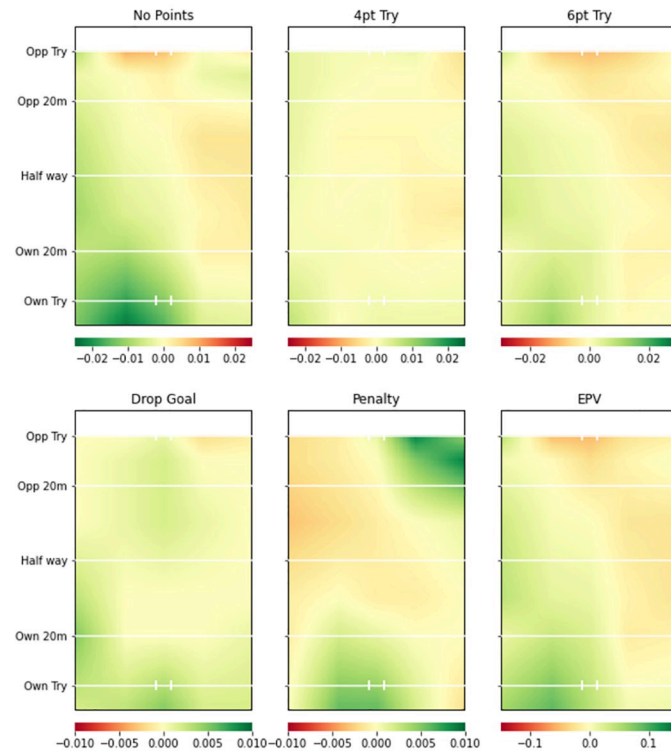 No Points 4pt Try 6pt Try
Opp Try
Opp 20m
Half way
Own 20m
Own Try
−0.02 −0.01 0.00 0.01 0.02 −0.02 −0.01 0.00 0.01 0.02 −0.02 0.00 0.02
Drop Goal Penalty EPV
Opp Try
Opp 20m
Half way
Own 20m
Own Try
−0.010 −0.005 0.000 0.005 0.010 −0.010 −0.005 0.000 0.005 0.010 −0.1 0.0 0.1